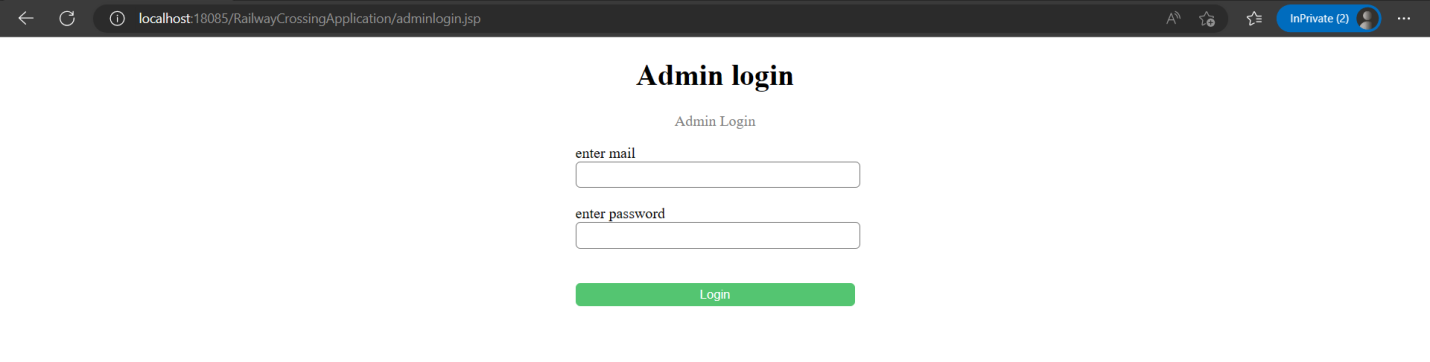 localhost:18085/RailwayCrossingApplication/adminlogin.jsp
InPrivate (2)
Admin login
Admin Login
enter mail
enter password
Login